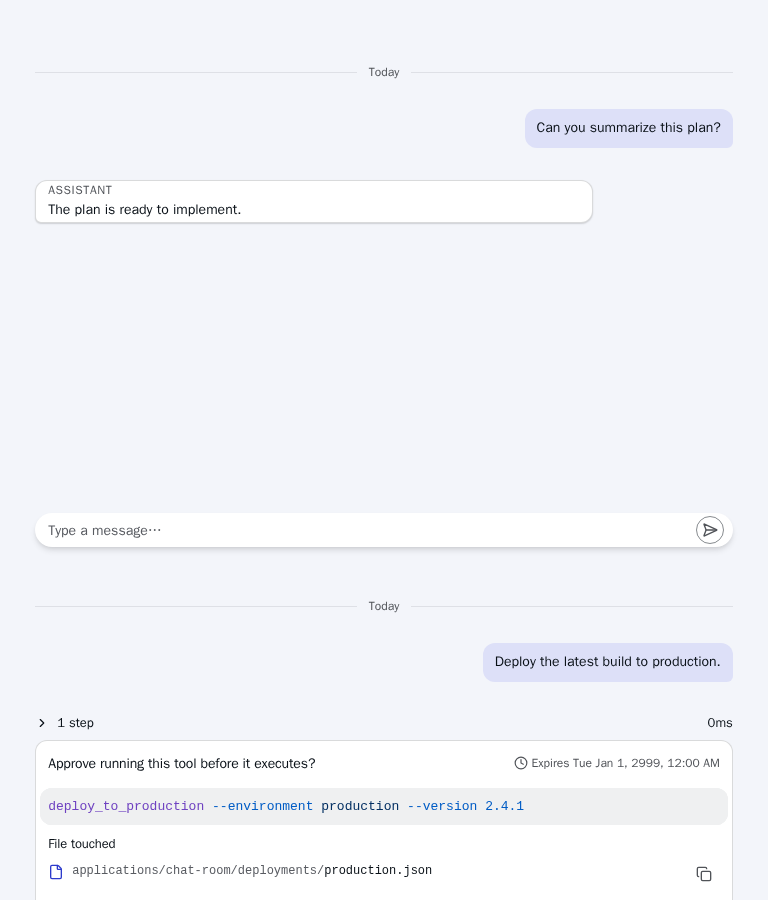 Today
Can you summarize this plan?
ASSISTANT
The plan is ready to implement.
Type a message···
Today
Deploy the latest build to production.
1 step 0ms
Approve running this tool before it executes? Expires Tue Jan 1, 2999, 12:00 AM
deploy_to_production --environment production --version 2.4.1
File touched
applications/chat-room/deployments/production.json